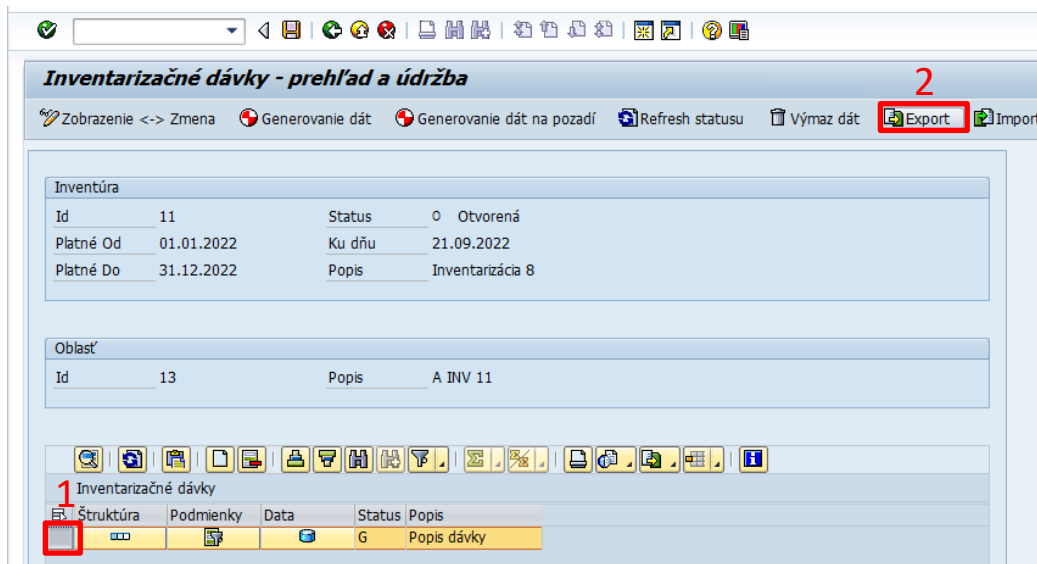 Inventarizačné dávky - prehľad a údržba
2
Zobrazenie <-> Zmena Generovanie dát Generovanie dát na pozadí Refresh statusu Výmaz dát Export Import
Inventúra
Id 11 Status O Otvorená
Platné Od 01.01.2022 Ku dňu 21.09.2022
Platné Do 31.12.2022 Popis Inventarizácia 8
Oblasť
Id 13 Popis A INV 11
Inventarizačné dávky
1
Štruktúra Podmienky Data Status Popis
G Popis dávky